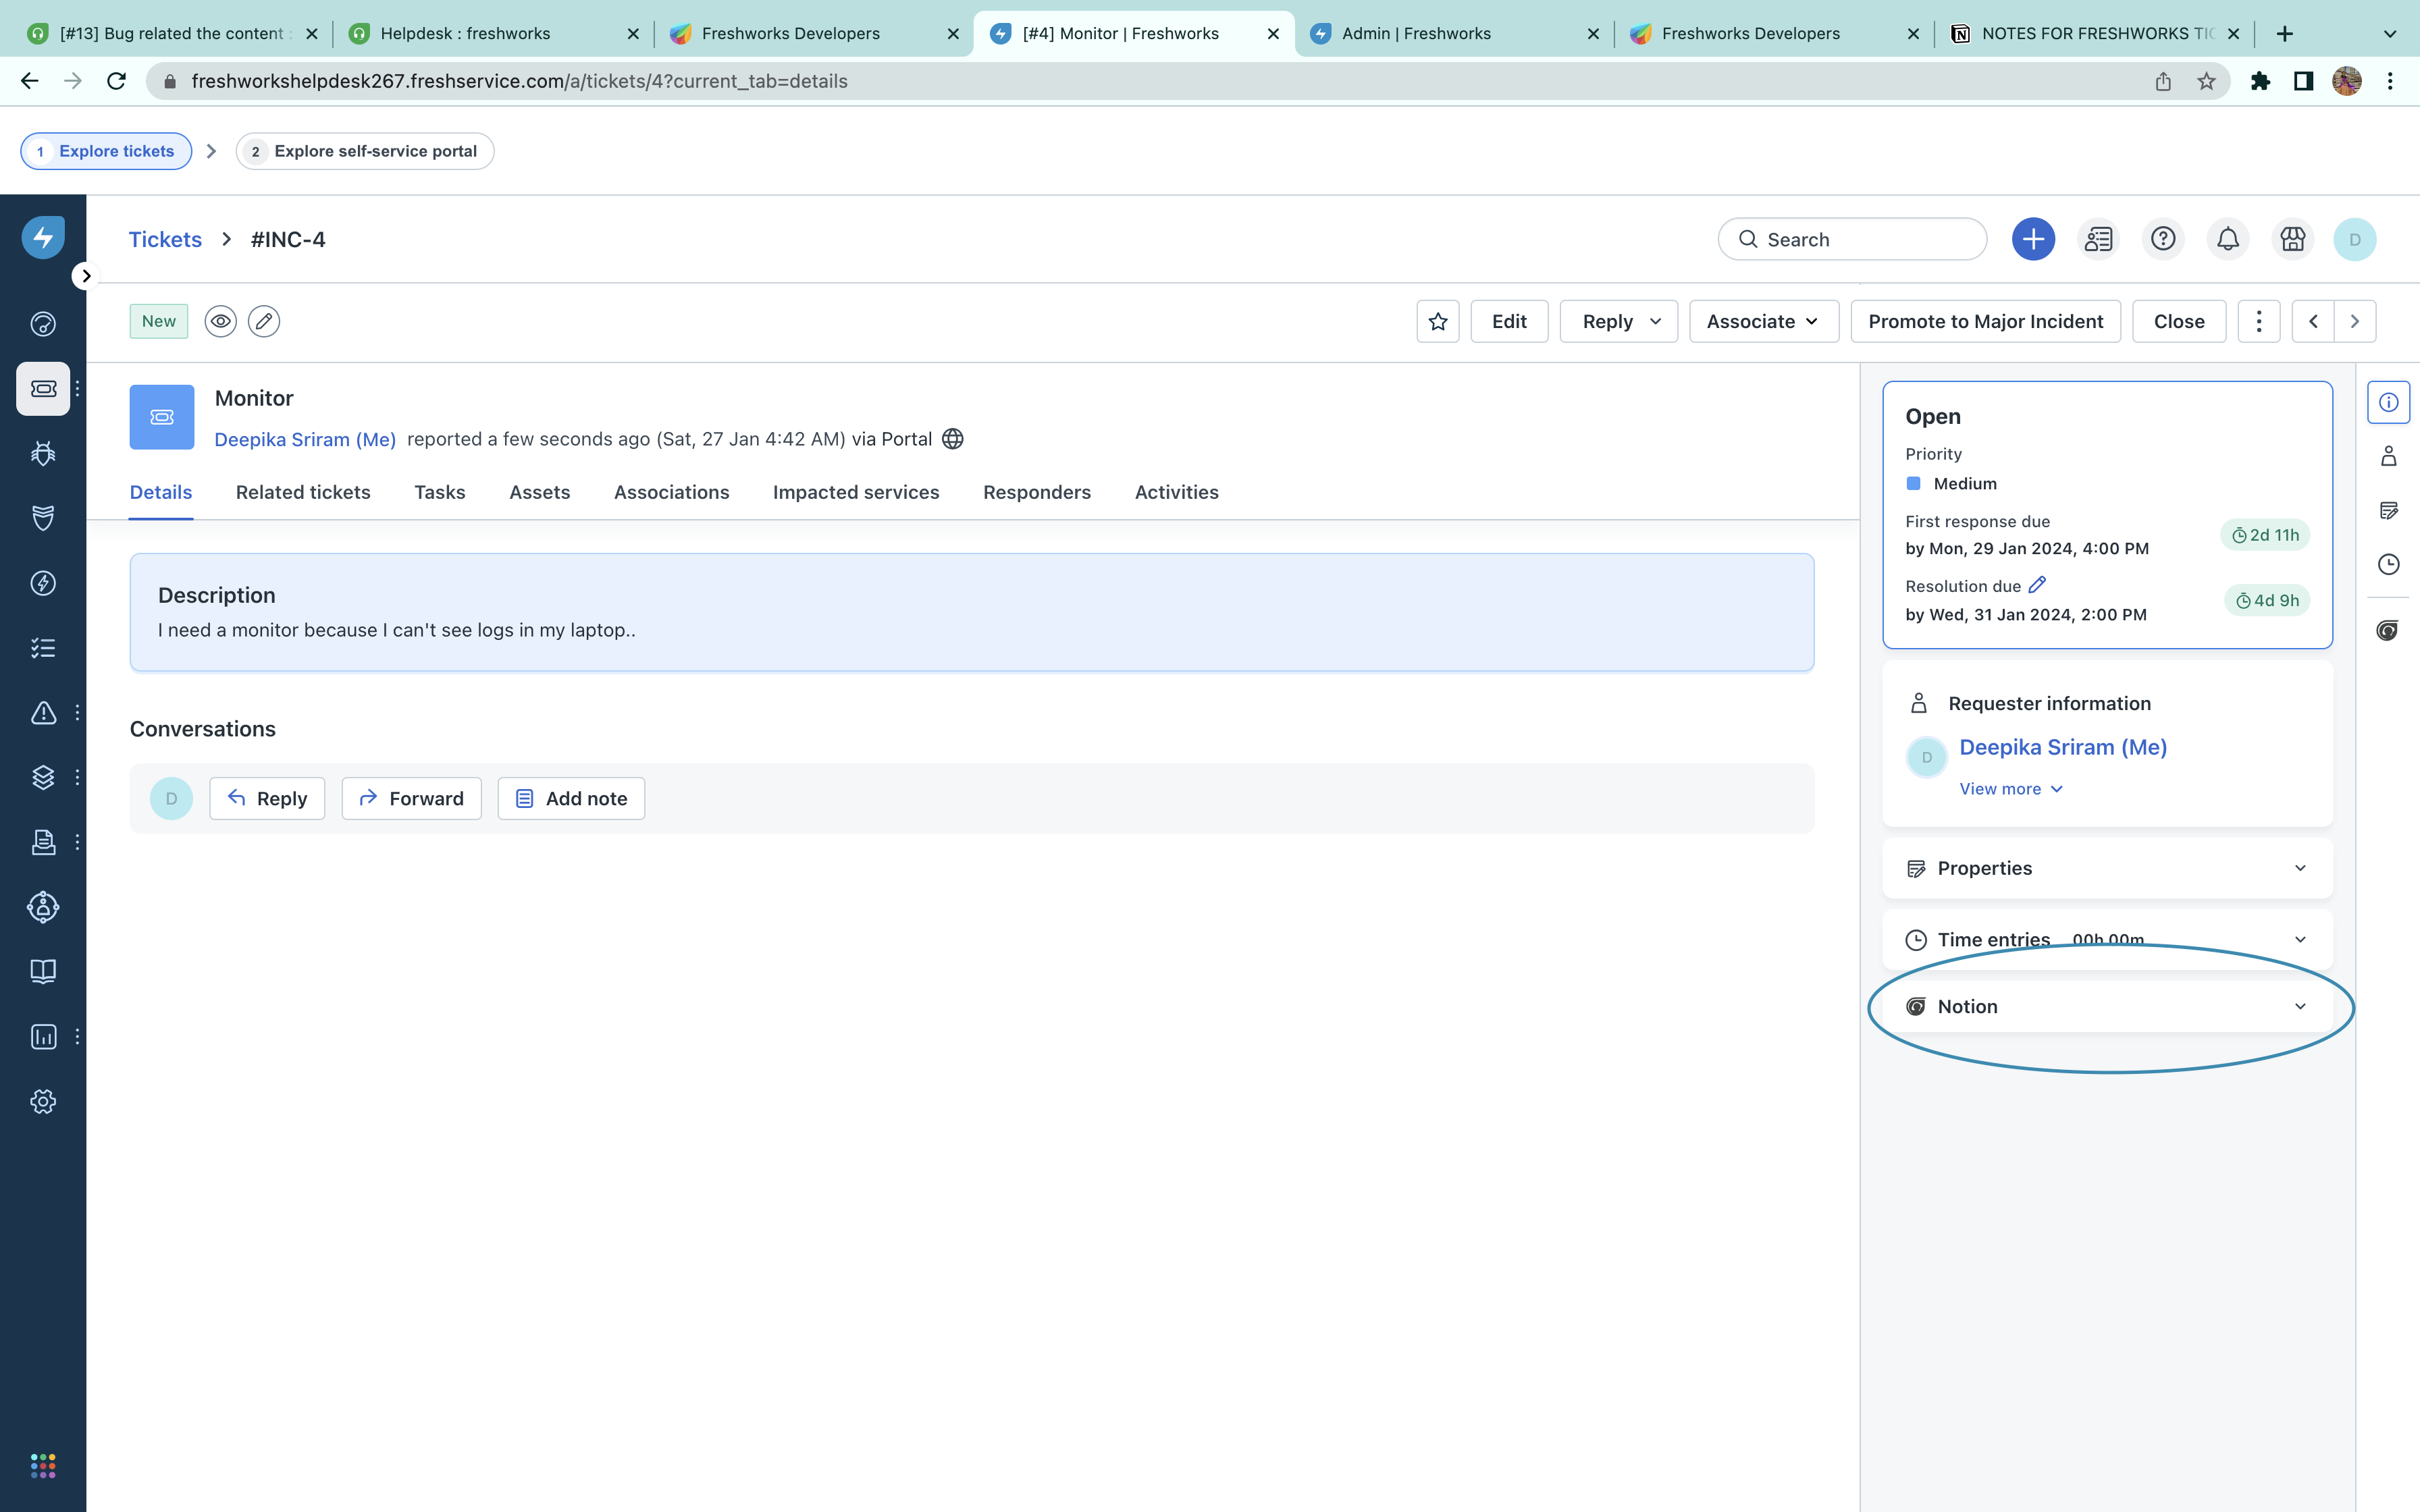 [#13] Bug related the content :
Helpdesk : freshworks
Freshworks Developers
[#4] Monitor | Freshworks
Admin | Freshworks
Freshworks Developers
NOTES FOR FRESHWORKS TIC
freshworkshelpdesk267.freshservice.com/a/tickets/4?current_tab=details
1 Explore tickets
2 Explore self-service portal
Tickets > #INC-4
Search
D
New
Edit
Reply
Associate
Promote to Major Incident
Close
Monitor
Deepika Sriram (Me) reported a few seconds ago (Sat, 27 Jan 4:42 AM) via Portal
Details
Related tickets
Tasks
Assets
Associations
Impacted services
Responders
Activities
Description
I need a monitor because I can't see logs in my laptop..
Conversations
D
Reply
Forward
Add note
Open
Priority
Medium
First response due
by Mon, 29 Jan 2024, 4:00 PM
2d 11h
Resolution due
by Wed, 31 Jan 2024, 2:00 PM
4d 9h
Requester information
D
Deepika Sriram (Me)
View more
Properties
Time entries 00h 00m
Notion